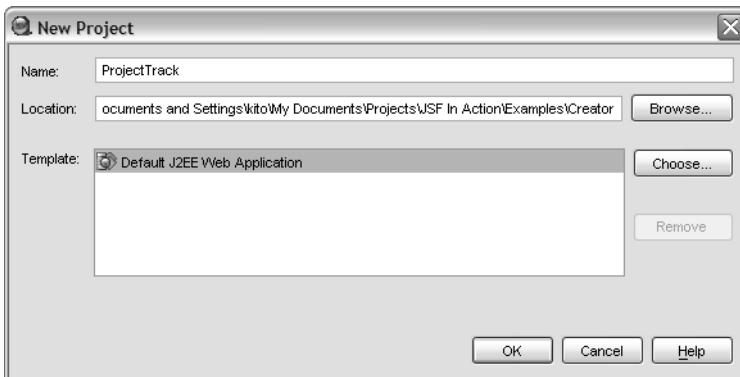 New Project
Name: ProjectTrack
Location: ocuments and Settings\kito\My Documents\Projects\JSF In Action\Examples\Creator Browse...
Template: Default J2EE Web Application Choose...
Remove
OK Cancel Help